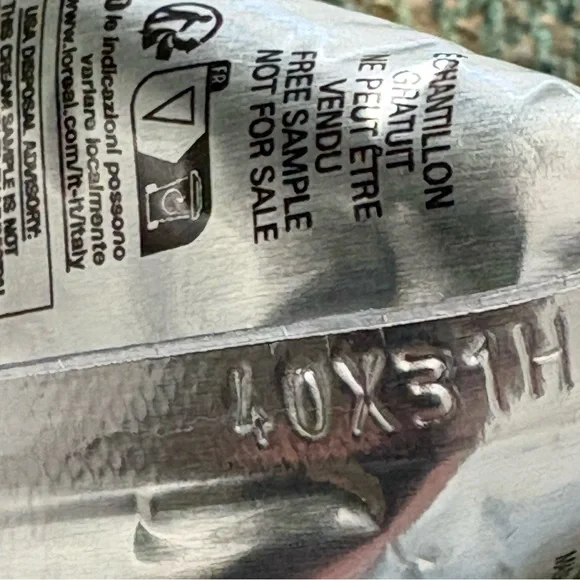 ÉCHANTILLON
GRATUIT
NE PEUT ÊTRE
VENDU
FREE SAMPLE
NOT FOR SALE
FR
le indicazioni possono
variare localmente
www.loreal.com/it-it/italy
USA DISPOSAL ADVISORY:
THIS CREAM SAMPLE IS NOT
40X31H